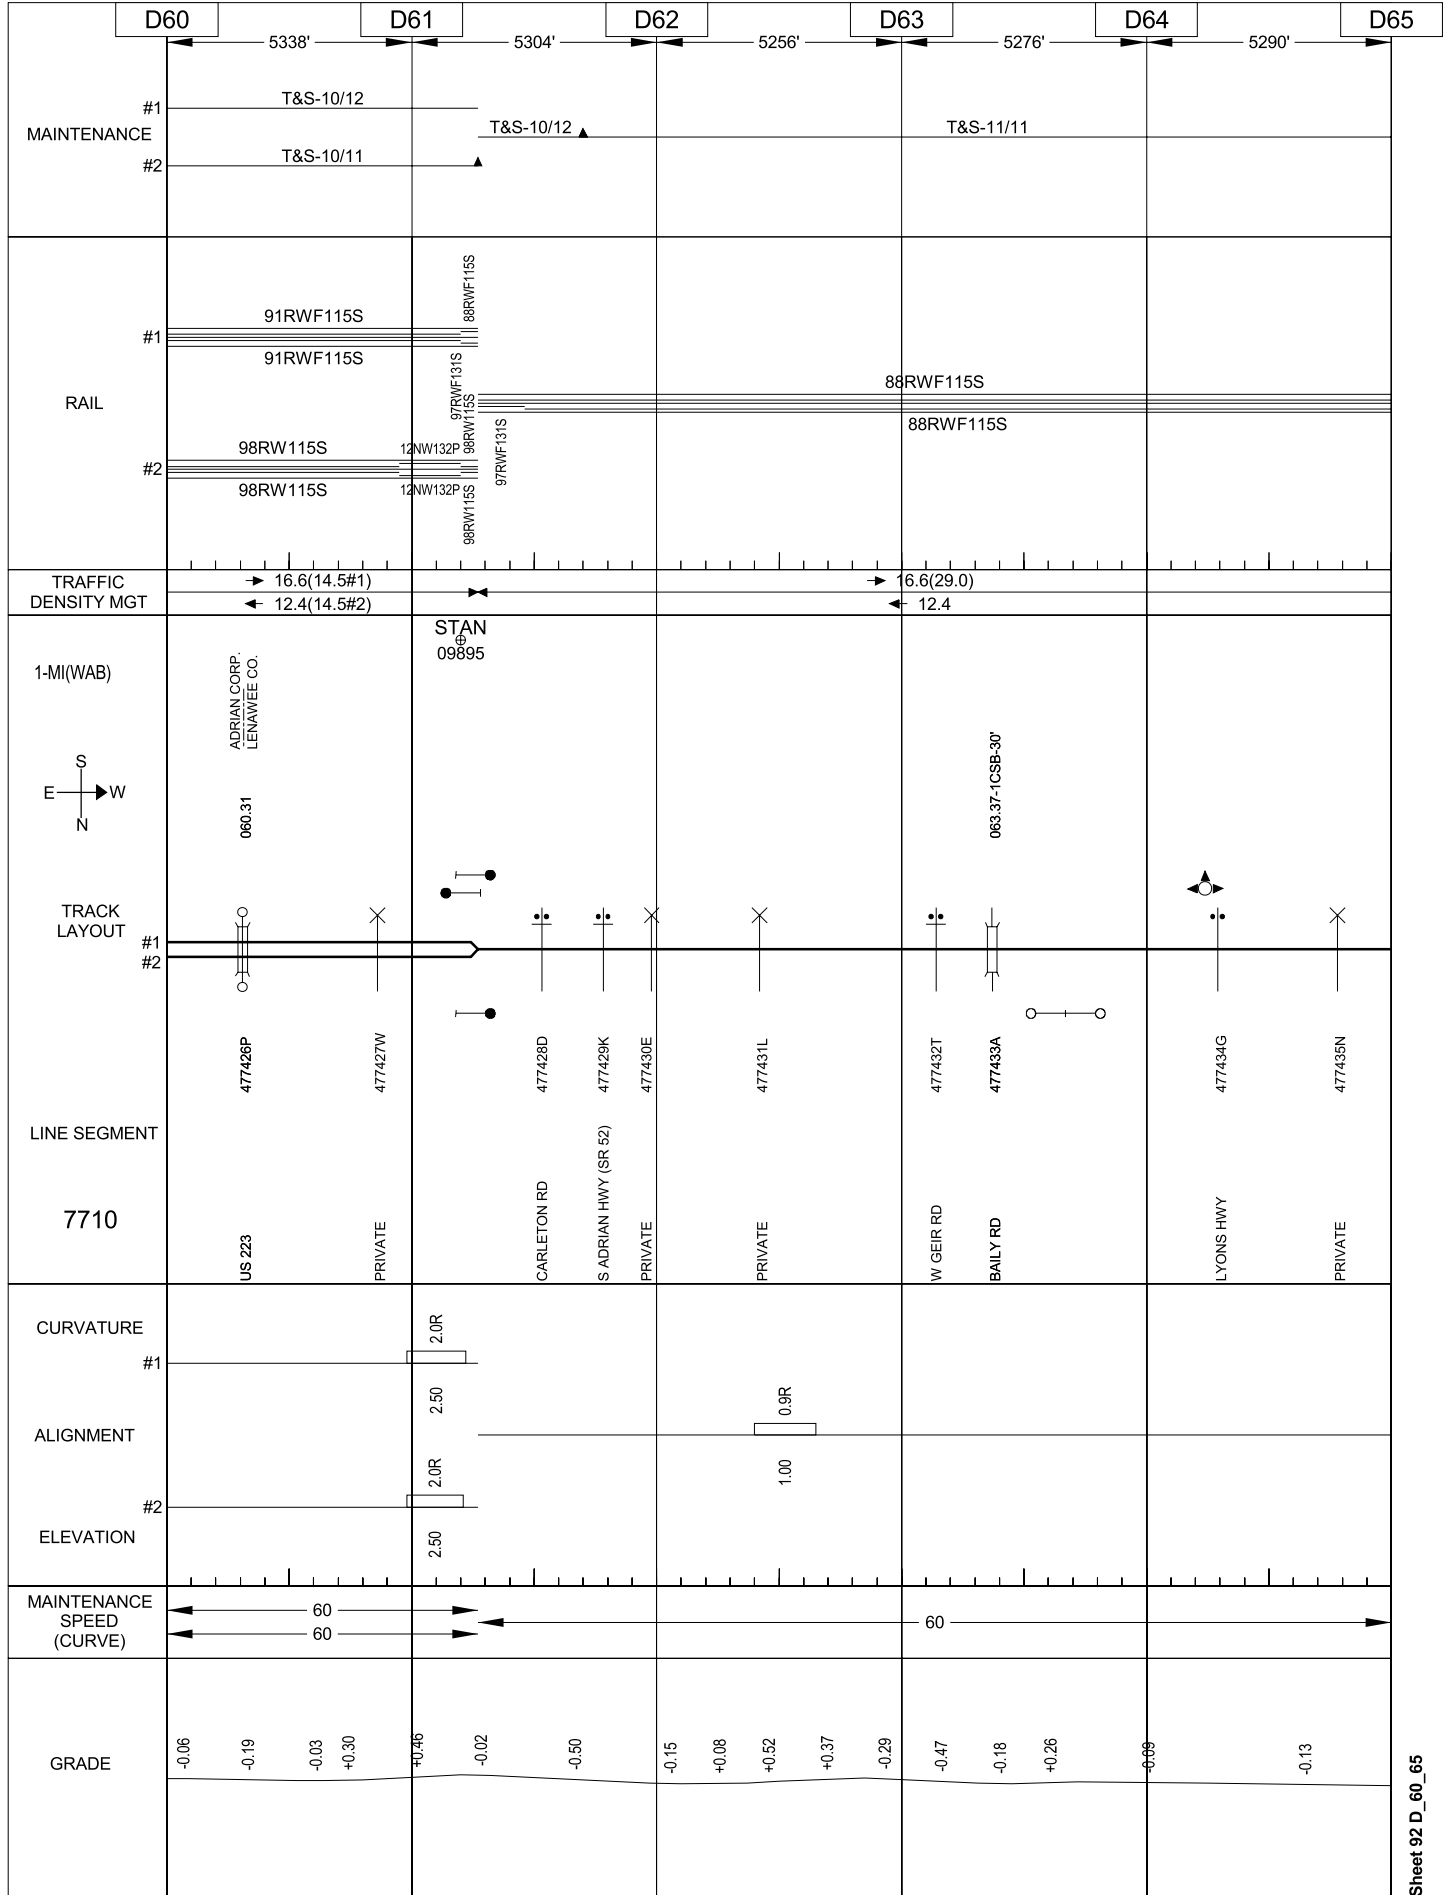 D60 D61 D62 D63 D64 D65
5338' 5304' 5256' 5276' 5290'
#1 T&S-10/12
MAINTENANCE T&S-10/12 T&S-11/11
#2 T&S-10/11
88RWF115S
91RWF115S
#1
91RWF115S
97RWF131S
88RWF115S
RAIL
98RW115S
88RWF115S
97RWF131S
98RW115S 12NW132P
#2
98RW115S 12NW132P
98RW115S
TRAFFIC
DENSITY MGT
16.6(14.5#1) 16.6(29.0)
12.4(14.5#2) 12.4
STAN
09895
1-MI(WAB)
ADRIAN CORP.
LENAWEE CO.
S
E W
N
060.31
063.37-1CSB-30'
TRACK
LAYOUT
#1
#2
477426P 477427W 477428D 477429K 477430E 477431L 477432T 477433A 477434G 477435N
LINE SEGMENT
7710
US 223 PRIVATE CARLETON RD S ADRIAN HWY (SR 52) PRIVATE PRIVATE W GEIR RD BAILY RD LYONS HWY PRIVATE
CURVATURE
2.0R
#1
2.50
0.9R
ALIGNMENT
1.00
2.0R
#2
ELEVATION
2.50
MAINTENANCE
SPEED
(CURVE)
60
60
60
GRADE
-0.06 -0.19 -0.03 +0.30 +0.46 -0.02 -0.50 -0.15 +0.08 +0.52 +0.37 -0.29 -0.47 -0.18 +0.26 -0.09 -0.13
Sheet 92 D_60_65